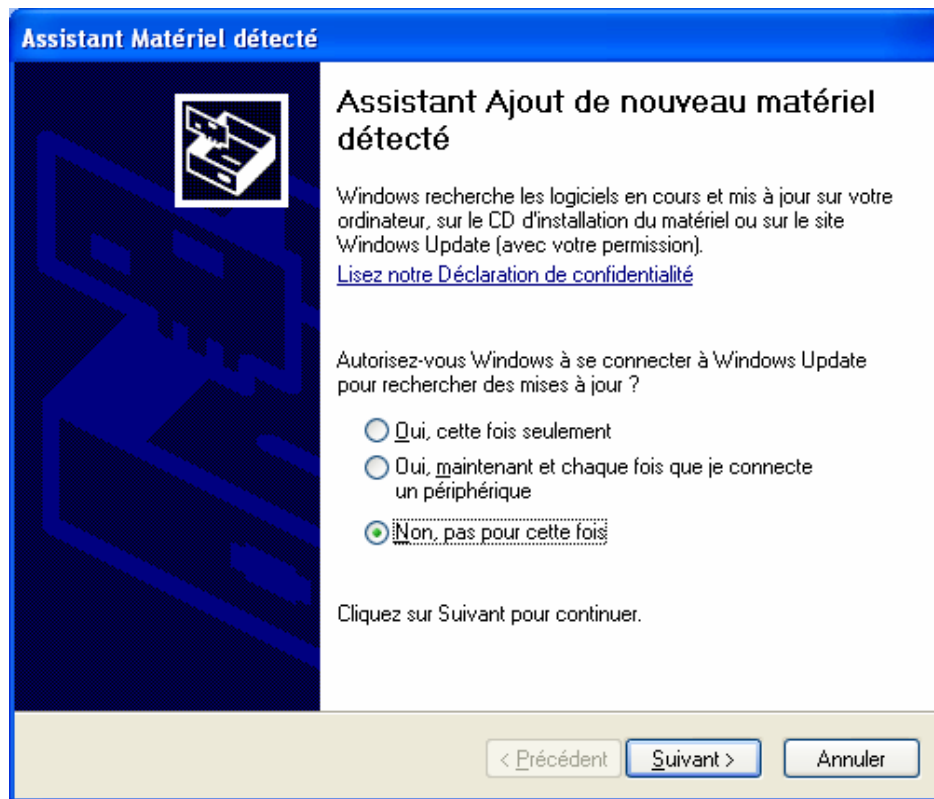 Assistant Matériel détecté
Assistant Ajout de nouveau matériel
détecté
Windows recherche les logiciels en cours et mis à jour sur votre
ordinateur, sur le CD d'installation du matériel ou sur le site
Windows Update (avec votre permission).
Lisez notre Déclaration de confidentialité
Autorisez-vous Windows à se connecter à Windows Update
pour rechercher des mises à jour ?
Oui, cette fois seulement
Oui, maintenant et chaque fois que je connecte
un périphérique
Non, pas pour cette fois
Cliquez sur Suivant pour continuer.
< Précédent Suivant > Annuler